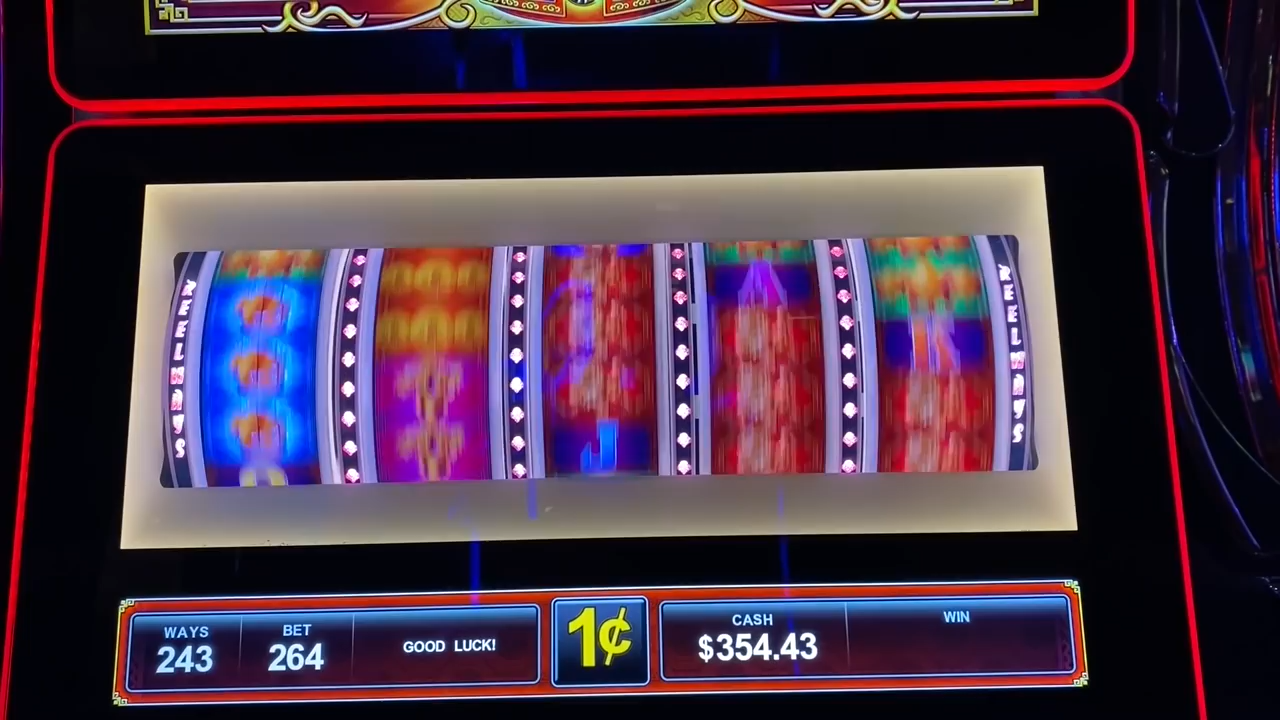 REEL WAYS
REEL WAYS
J
WAYS
243
BET
264
GOOD LUCK!
1¢
CASH
$354.43
WIN